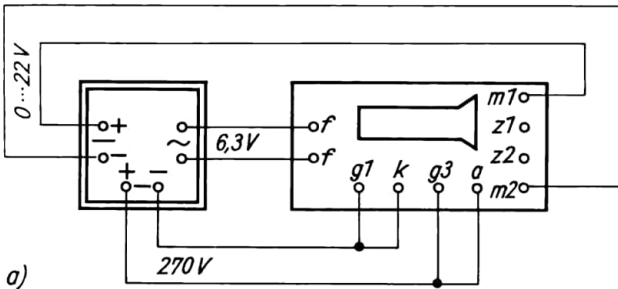 0...22V
+
−
~
+ − −
6,3V
270V
f
f
g1 k g3 a
m1
z1
z2
m2
a)